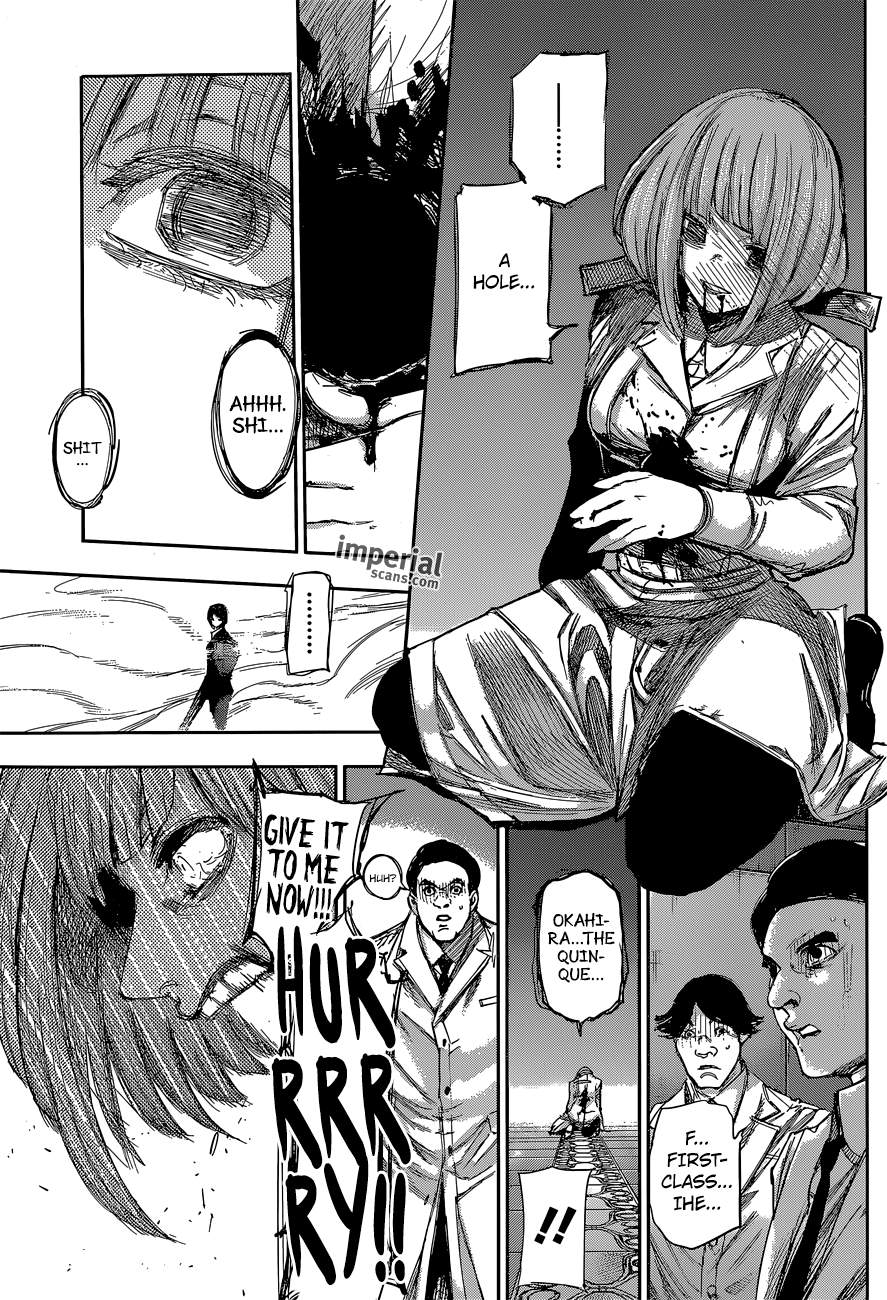 .......
A
HOLE...
AHHH.
SHI...
SHIT
...
imperial
scans.com
.......
F...
FIRST-
CLASS...
IHE...
OKAHI-
RA...THE
QUIN-
QUE...
!!
HUH?
GIVE IT
TO ME
NOW!!!
HUR
RRR
RY!!